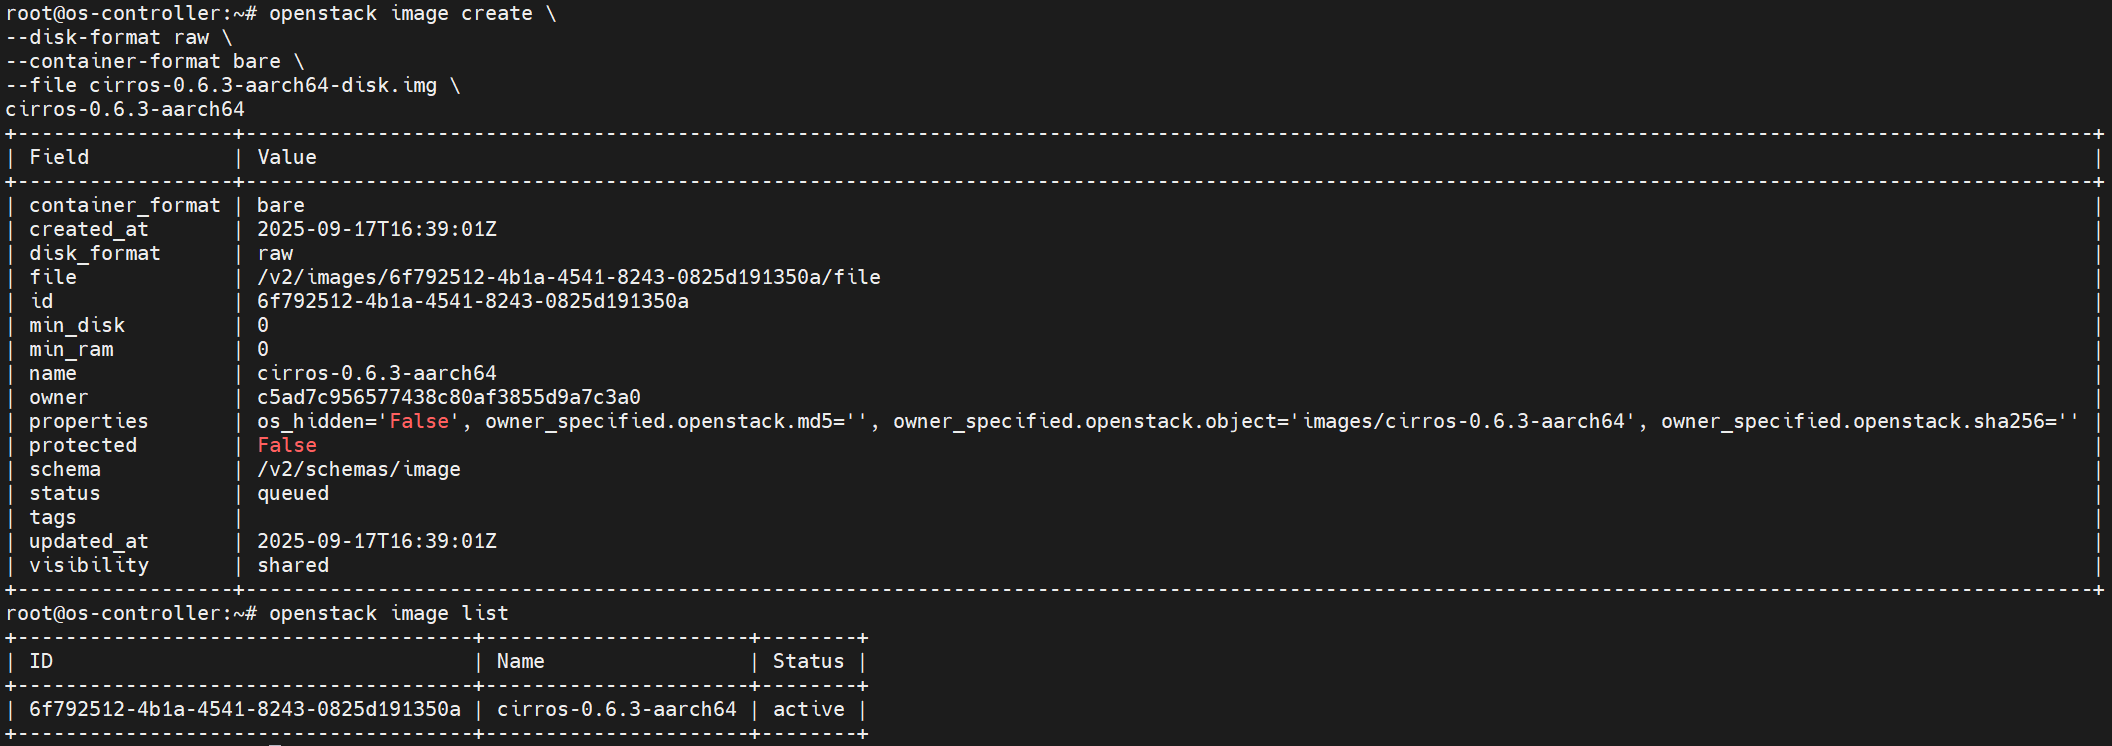 root@os-controller:~# openstack image create \
--disk-format raw \
--container-format bare \
--file cirros-0.6.3-aarch64-disk.img \
cirros-0.6.3-aarch64
| Field | Value |
| container_format | bare |
| created_at | 2025-09-17T16:39:01Z |
| disk_format | raw |
| file | /v2/images/6f792512-4b1a-4541-8243-0825d191350a/file |
| id | 6f792512-4b1a-4541-8243-0825d191350a |
| min_disk | 0 |
| min_ram | 0 |
| name | cirros-0.6.3-aarch64 |
| owner | c5ad7c956577438c80af3855d9a7c3a0 |
| properties | os_hidden='False', owner_specified.openstack.md5='', owner_specified.openstack.object='images/cirros-0.6.3-aarch64', owner_specified.openstack.sha256='' |
| protected | False |
| schema | /v2/schemas/image |
| status | queued |
| tags | |
| updated_at | 2025-09-17T16:39:01Z |
| visibility | shared |
root@os-controller:~# openstack image list
| ID | Name | Status |
| 6f792512-4b1a-4541-8243-0825d191350a | cirros-0.6.3-aarch64 | active |